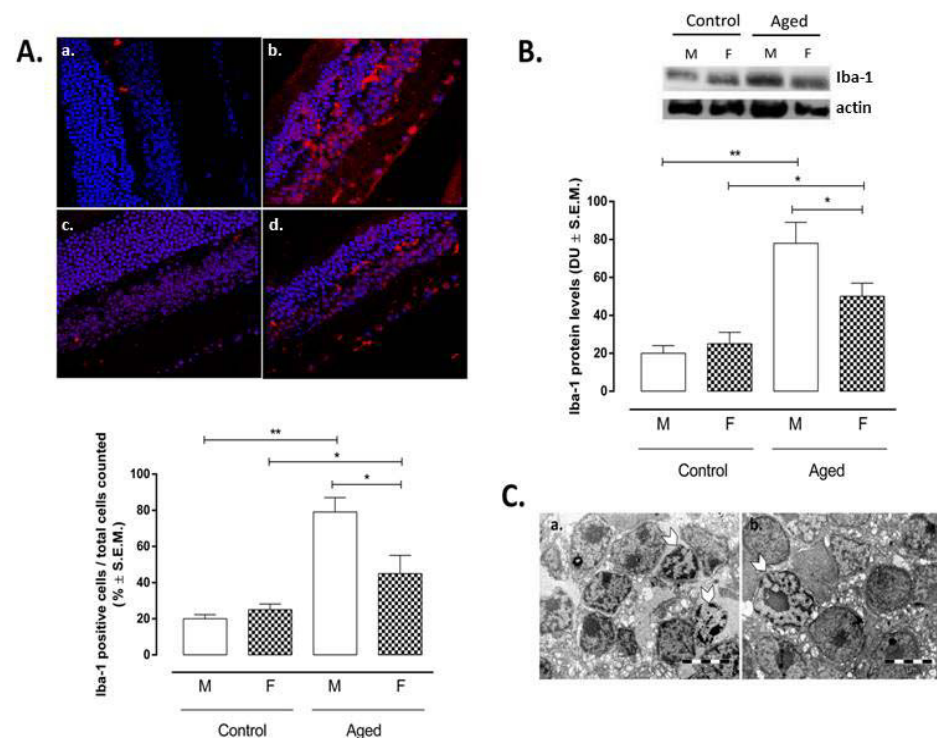 A.
a.
b.
c.
d.
Iba-1 positive cells / total cells counted
(% ± S.E.M.)
100
80
60
40
20
0
**
*
*
M F M F
Control Aged
B.
Control Aged
M F M F
Iba-1
actin
Iba-1 protein levels (DU ± S.E.M.)
100
80
60
40
20
0
**
*
*
M F M F
Control Aged
C.
a.
b.